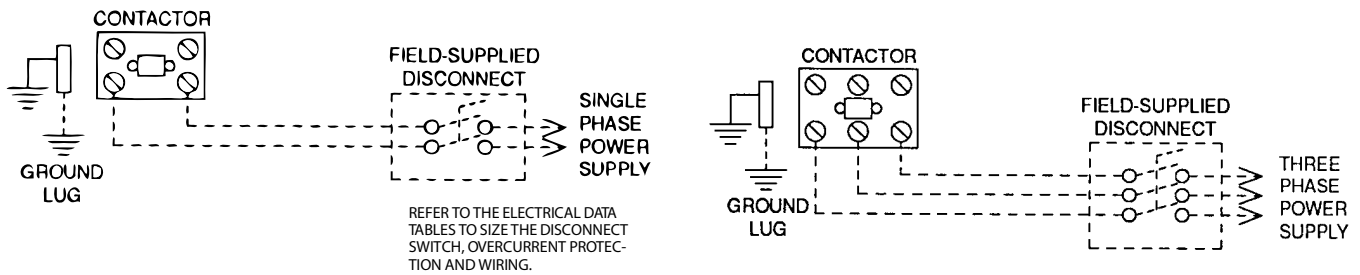 CONTACTOR
FIELD-SUPPLIED
DISCONNECT
SINGLE
PHASE
POWER
SUPPLY
GROUND
LUG
REFER TO THE ELECTRICAL DATA
TABLES TO SIZE THE DISCONNECT
SWITCH, OVERCURRENT PROTEC-
TION AND WIRING.
CONTACTOR
FIELD-SUPPLIED
DISCONNECT
THREE
PHASE
POWER
SUPPLY
GROUND
LUG